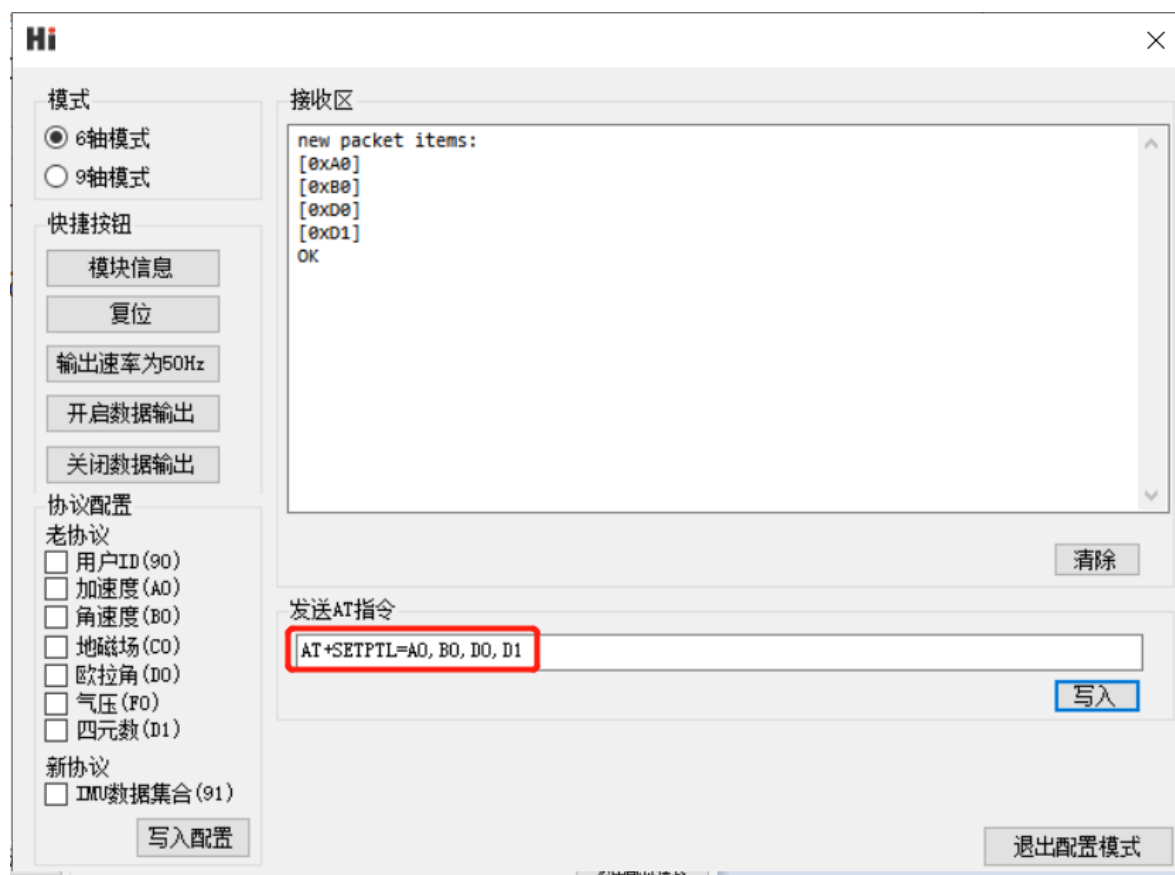 Hi
模式
6轴模式
9轴模式
快捷按钮
模块信息
复位
输出速率为50Hz
开启数据输出
关闭数据输出
协议配置
老协议
用户ID(90)
加速度(A0)
角速度(B0)
地磁场(C0)
欧拉角(D0)
气压(F0)
四元数(D1)
新协议
IMU数据集合(91)
写入配置
接收区
new packet items:
[0xA0]
[0xB0]
[0xD0]
[0xD1]
OK
清除
发送AT指令
AT+SETPTL=A0,B0,D0,D1
写入
退出配置模式